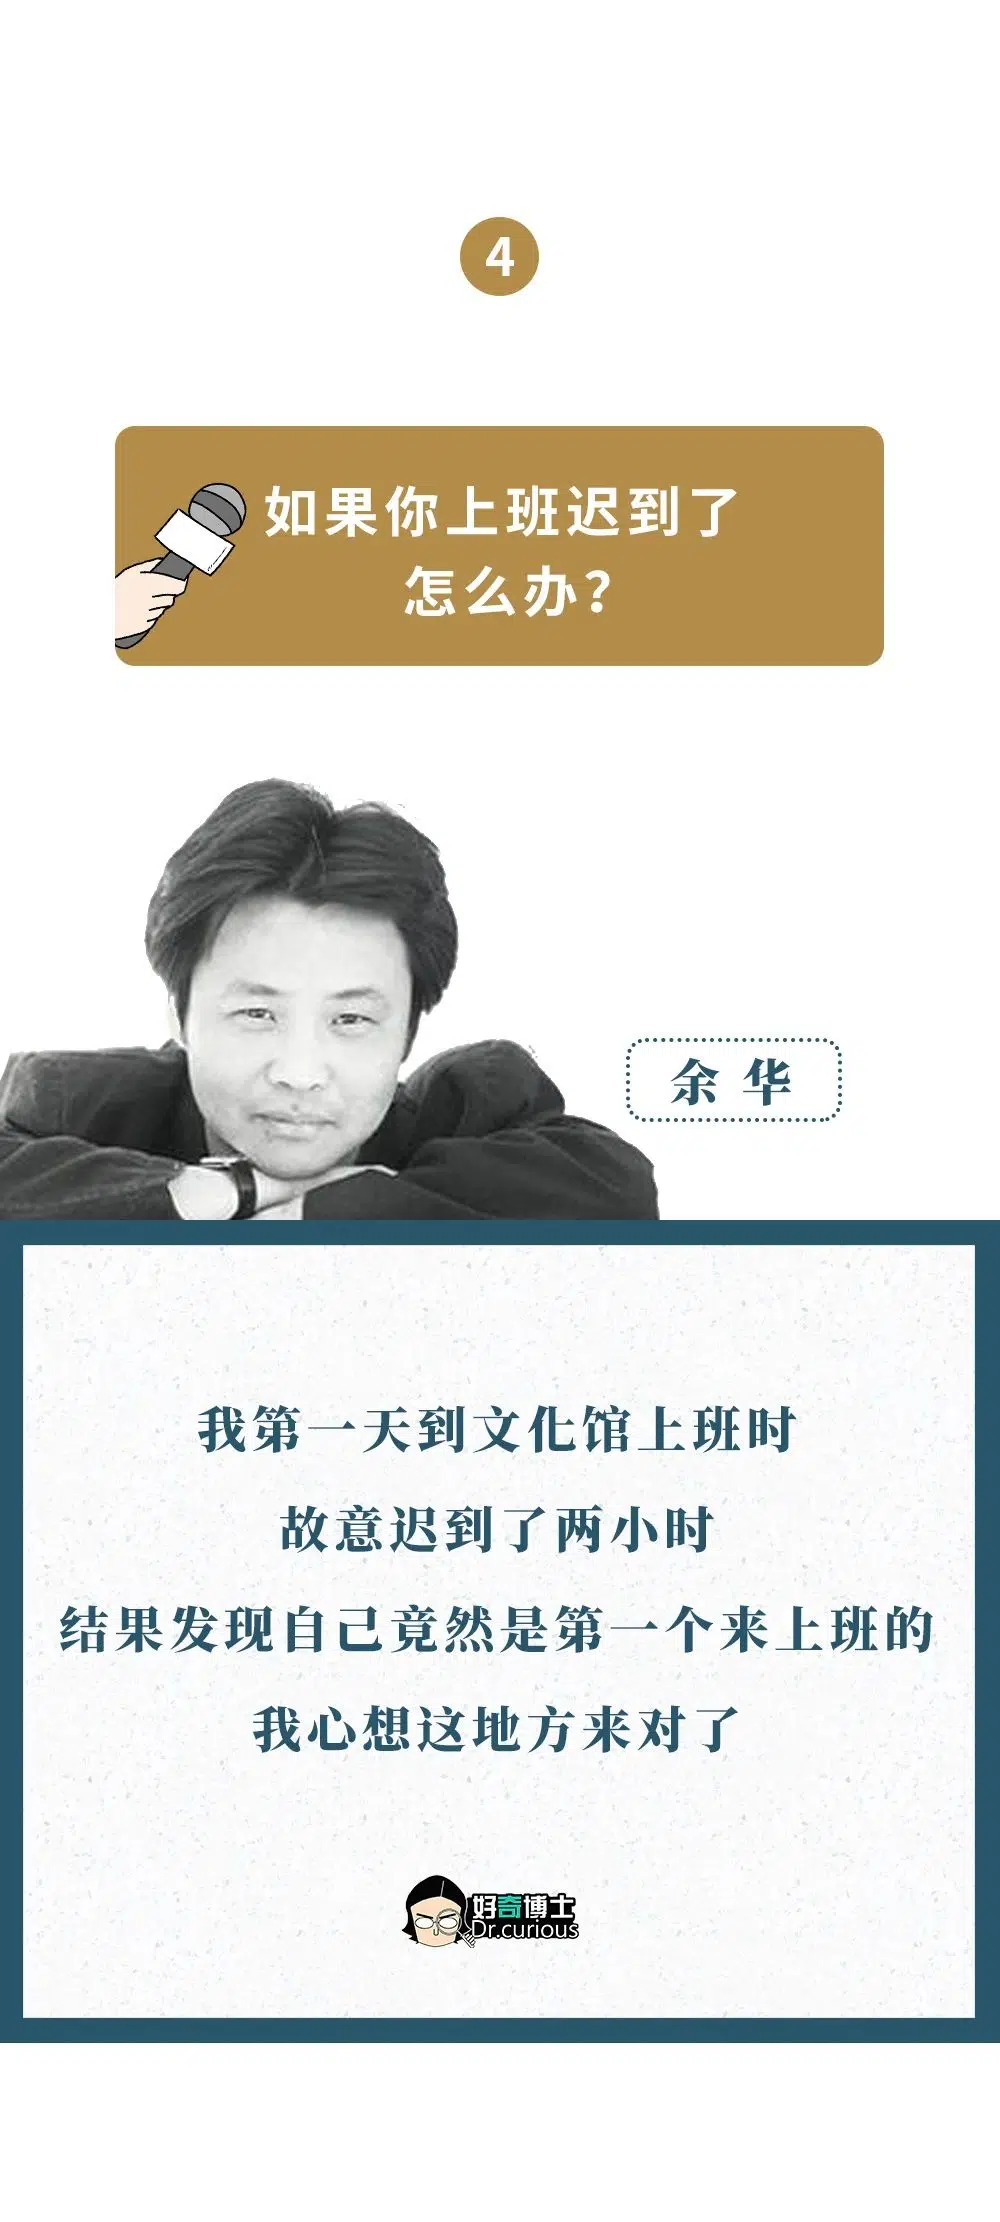 4
如果你上班迟到了
怎么办?
余华
我第一天到文化馆上班时
故意迟到了两小时
结果发现自己竟然是第一个来上班的
我心想这地方来对了
好奇博士
Dr.curious